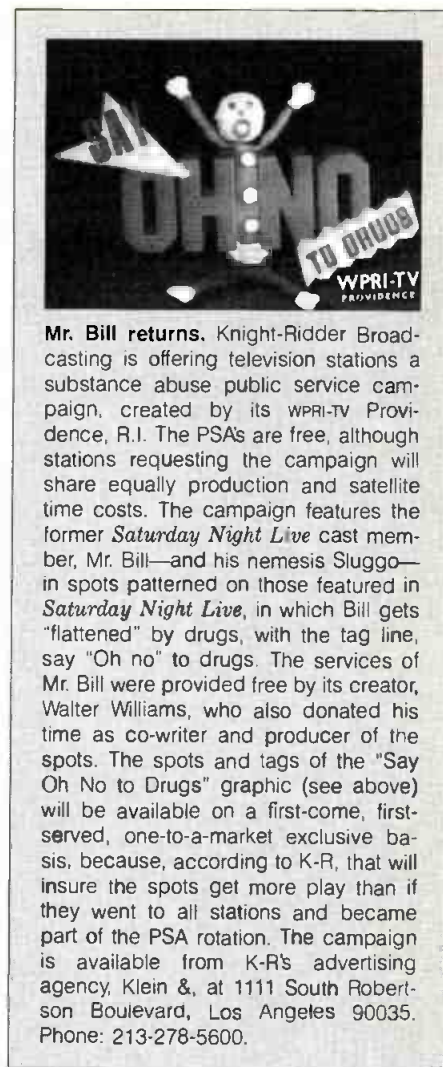 SAY
OH NO
TO DRUGS
WPRI-TV
PROVIDENCE
Mr. Bill returns. Knight-Ridder Broad-
casting is offering television stations a
substance abuse public service cam-
paign, created by its WPRI-TV Provi-
dence, R.I. The PSA's are free, although
stations requesting the campaign will
share equally production and satellite
time costs. The campaign features the
former Saturday Night Live cast mem-
ber, Mr. Bill—and his nemesis Sluggo—
in spots patterned on those featured in
Saturday Night Live, in which Bill gets
"flattened" by drugs, with the tag line,
say "Oh no" to drugs. The services of
Mr. Bill were provided free by its creator,
Walter Williams, who also donated his
time as co-writer and producer of the
spots. The spots and tags of the "Say
Oh No to Drugs" graphic (see above)
will be available on a first-come, first-
served, one-to-a-market exclusive ba-
sis, because, according to K-R, that will
insure the spots get more play than if
they went to all stations and became
part of the PSA rotation. The campaign
is available from K-R's advertising
agency, Klein &, at 1111 South Robert-
son Boulevard, Los Angeles 90035.
Phone: 213-278-5600.